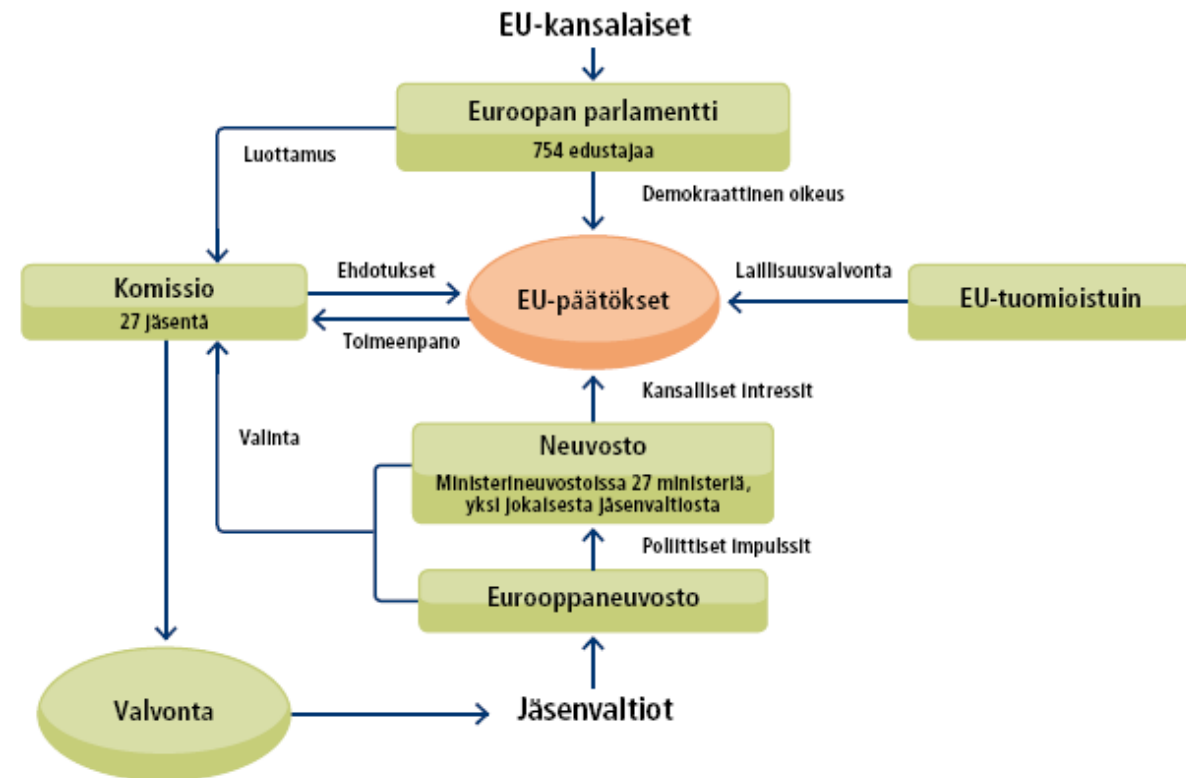 EU-kansalaiset
Euroopan parlamentti
754 edustajaa
Luottamus
Demokraattinen oikeus
Komissio
27 jäsentä
Ehdotukset
Toimeenpano
EU-päätökset
Laillisuusvalvonta
EU-tuomioistuin
Kansalliset intressit
Valinta
Neuvosto
Ministerineuvostoissa 27 ministeriä,
yksi jokaisesta jäsenvaltiosta
Poliittiset impulssit
Eurooppaneuvosto
Valvonta
Jäsenvaltiot